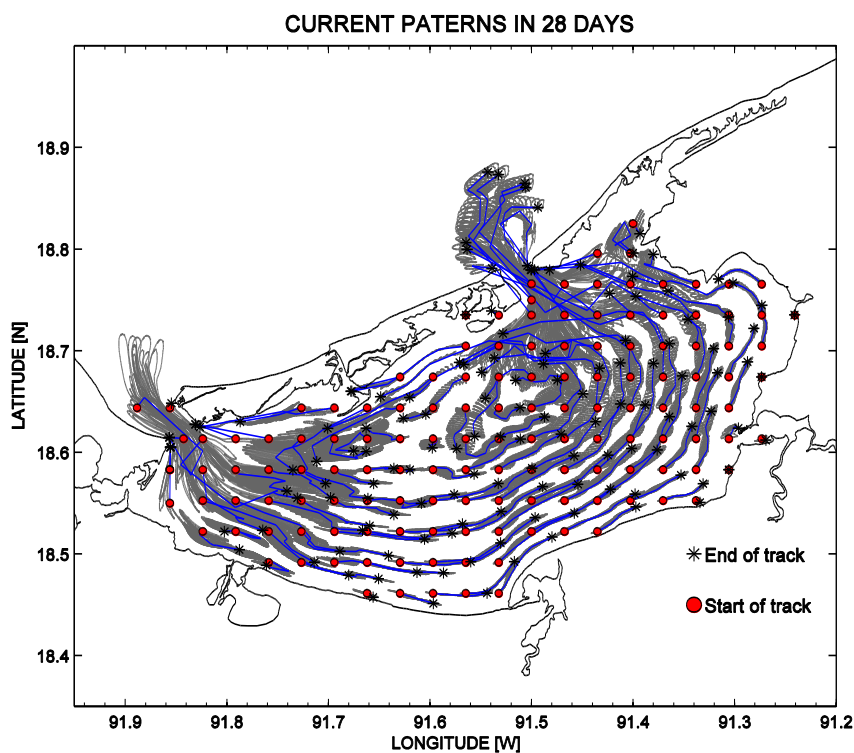 CURRENT PATERNS IN 28 DAYS
18.9
18.8
18.7
18.6
18.5
18.4
LATITUDE [N]
End of track
Start of track
91.9 91.8 91.7 91.6 91.5 91.4 91.3 91.2
LONGITUDE [W]